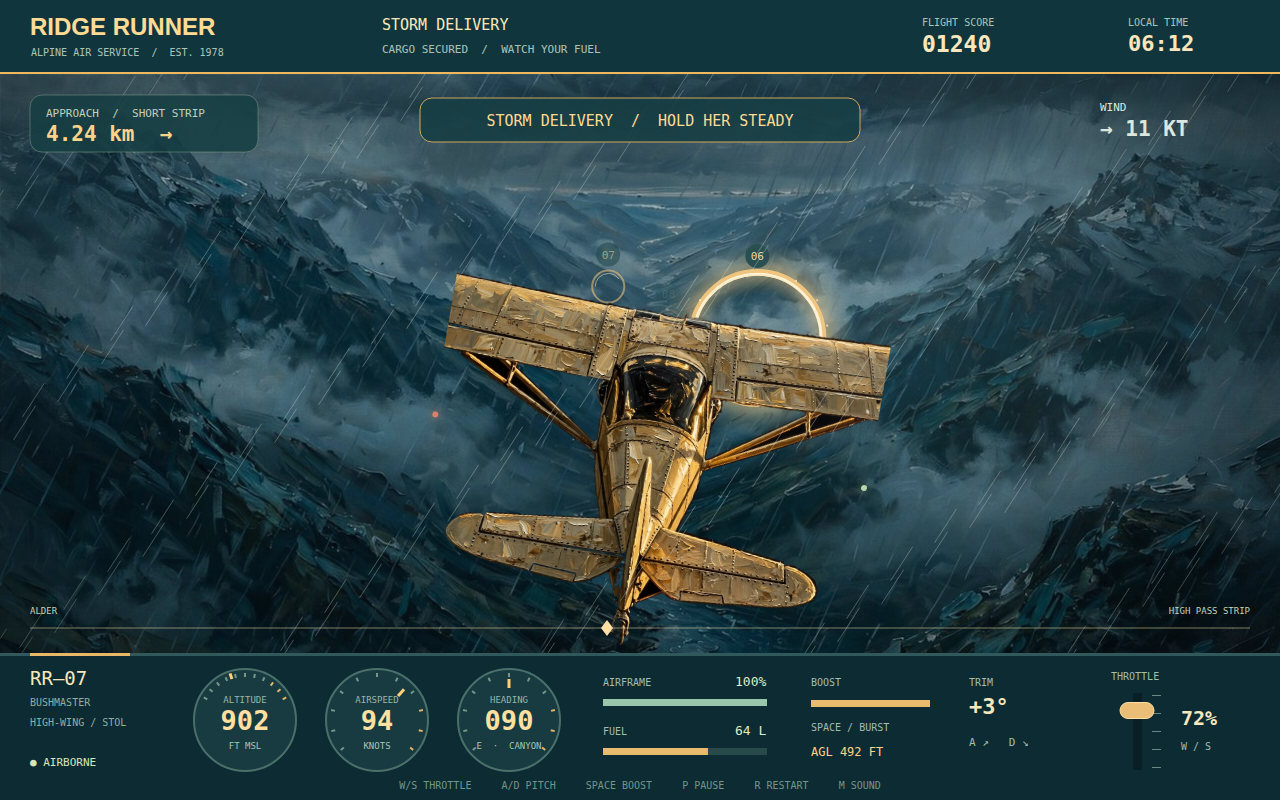 RIDGE RUNNER
ALPINE AIR SERVICE / EST. 1978
STORM DELIVERY
CARGO SECURED / WATCH YOUR FUEL
FLIGHT SCORE
01240
LOCAL TIME
06:12
APPROACH / SHORT STRIP
4.24 km →
STORM DELIVERY / HOLD HER STEADY
WIND
→ 11 KT
07
06
ALDER
HIGH PASS STRIP
RR—07
BUSHMASTER
HIGH-WING / STOL
● AIRBORNE
ALTITUDE
902
FT MSL
AIRSPEED
94
KNOTS
HEADING
090
E · CANYON
AIRFRAME 100%
FUEL 64 L
BOOST
SPACE / BURST
AGL 492 FT
TRIM
+3°
A ↗ D ↘
THROTTLE
72%
W / S
W/S THROTTLE A/D PITCH SPACE BOOST P PAUSE R RESTART M SOUND